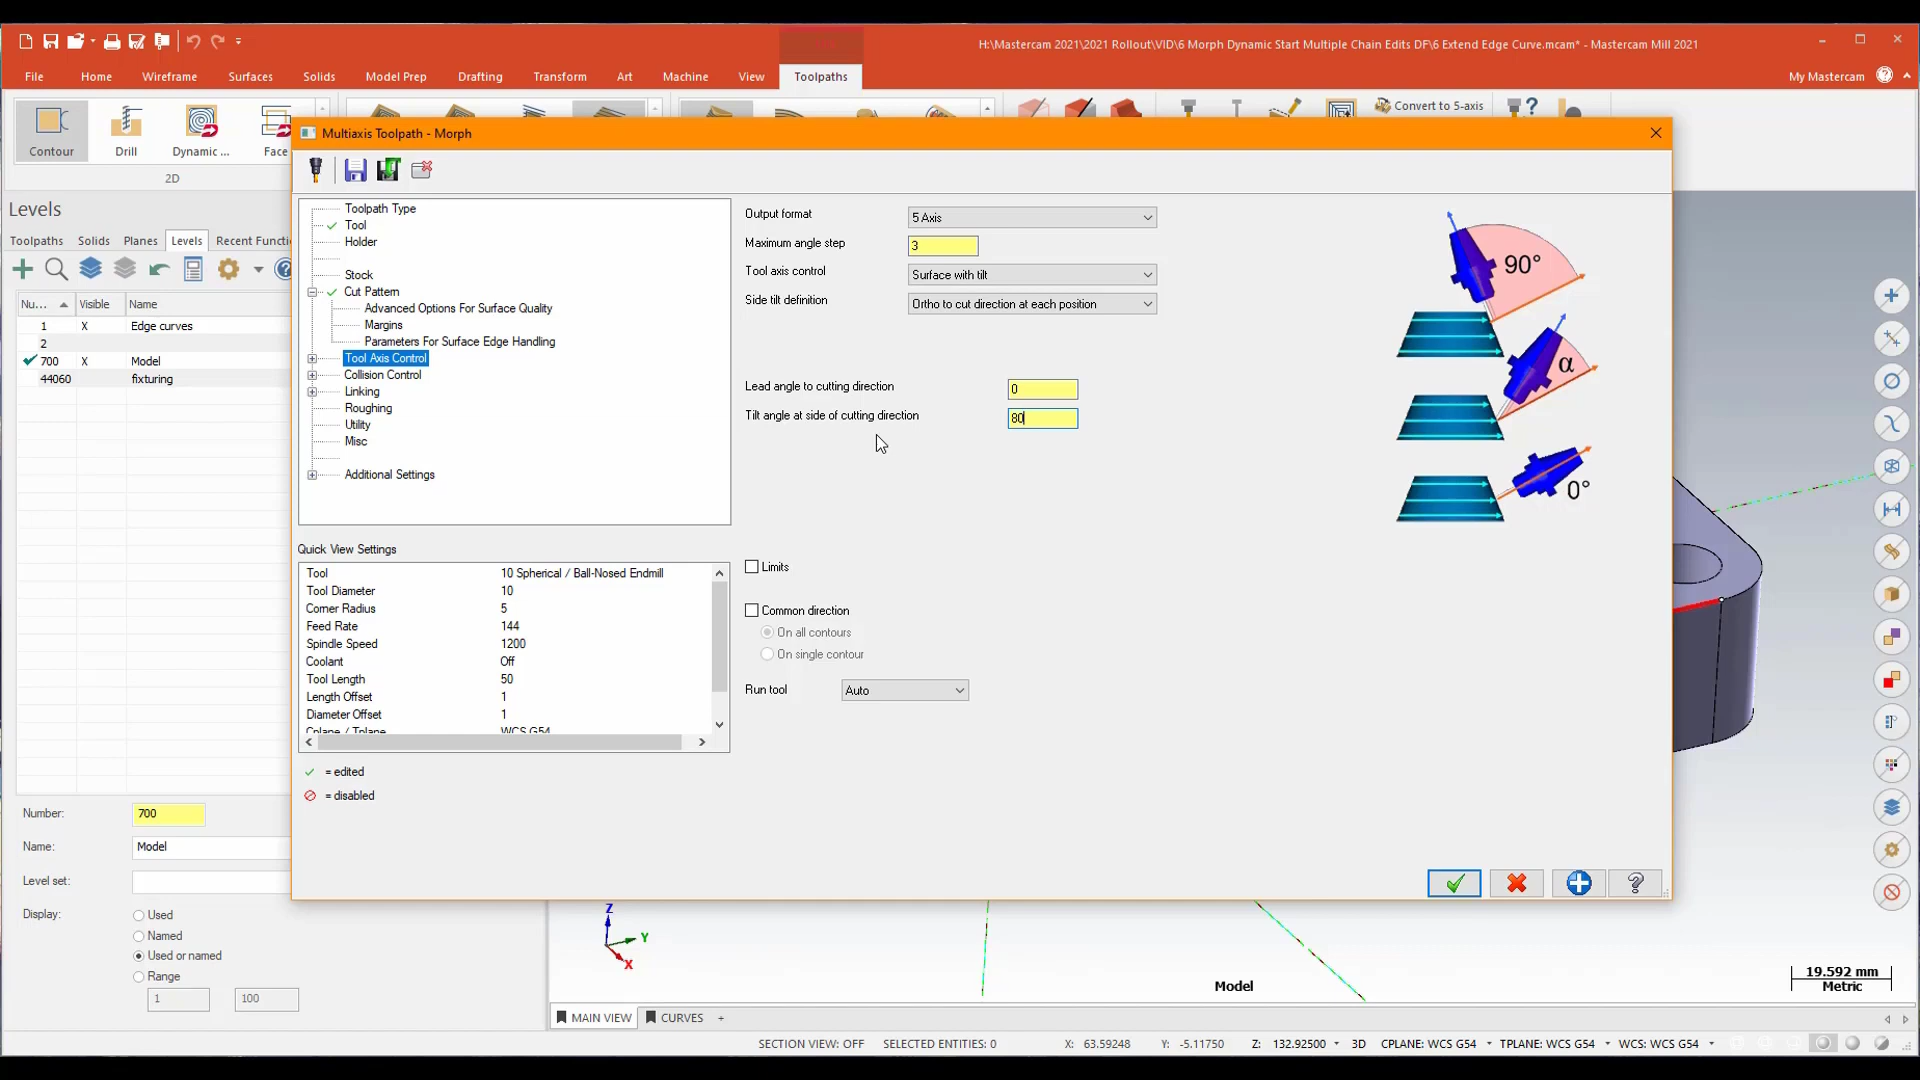 H:\Mastercam 2021\2021 Rollout\VID\6 Morph Dynamic Start Multiple Chain Edits DF\6 Extend Edge Curve.mcam* - Mastercam Mill 2021
File Home Wireframe Surfaces Solids Model Prep Drafting Transform Art Machine View Toolpaths My Mastercam
Convert to 5-axis
Contour Drill Dynamic ... Face
2D
Multiaxis Toolpath - Morph
Levels
Toolpaths Solids Planes Levels Recent Functi
Nu... Visible Name
1 X Edge curves
2
700 X Model
44060 fixturing
Number: 700
Name: Model
Level set:
Display: Used
Named
Used or named
Range
1 100
Toolpath Type
Tool
Holder
Stock
Cut Pattern
Advanced Options For Surface Quality
Margins
Parameters For Surface Edge Handling
Tool Axis Control
Collision Control
Linking
Roughing
Utility
Misc
Additional Settings
Quick View Settings
Tool 10 Spherical / Ball-Nosed Endmill
Tool Diameter 10
Corner Radius 5
Feed Rate 144
Spindle Speed 1200
Coolant Off
Tool Length 50
Length Offset 1
Diameter Offset 1
Cplane / Tplane WCS G54
= edited
= disabled
Output format 5 Axis
Maximum angle step 3
Tool axis control Surface with tilt
Side tilt definition Ortho to cut direction at each position
Lead angle to cutting direction 0
Tilt angle at side of cutting direction 80
Limits
Common direction
On all contours
On single contour
Run tool Auto
90°
α
0°
Z
Y
X
Model
19.592 mm
Metric
MAIN VIEW CURVES +
SECTION VIEW: OFF SELECTED ENTITIES: 0 X: 63.59248 Y: -5.11750 Z: 132.92500 3D CPLANE: WCS G54 TPLANE: WCS G54 WCS: WCS G54